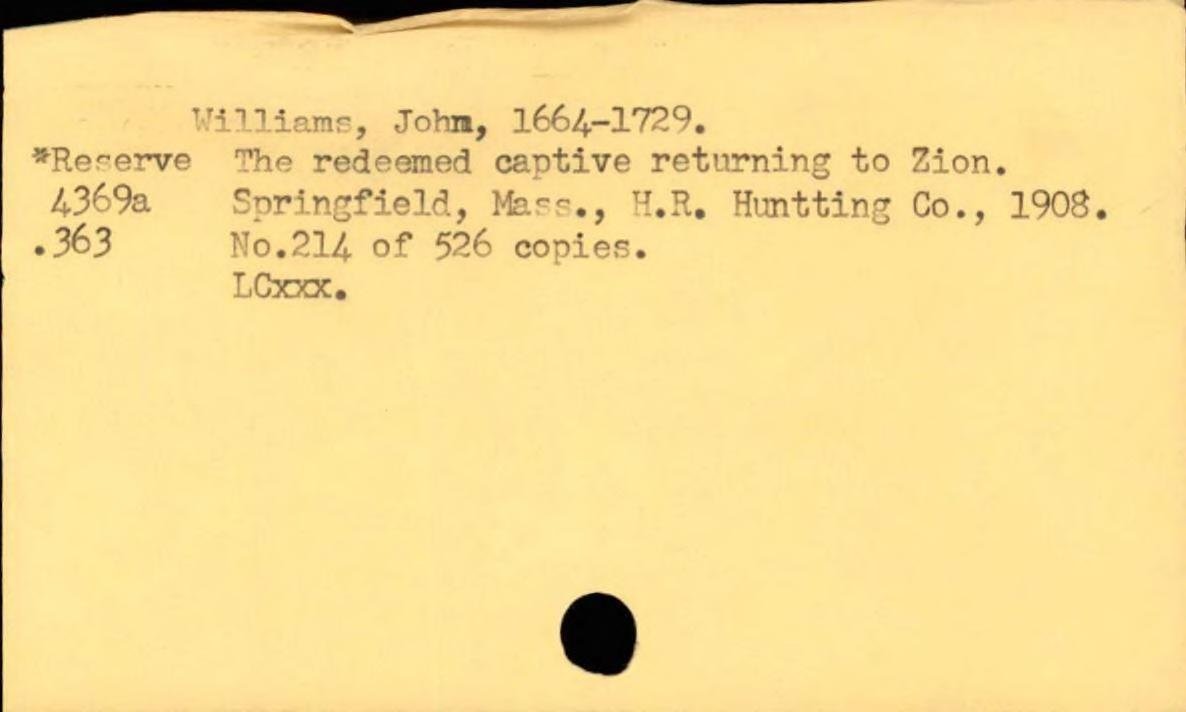 Williams, John, 1664-1729.
*Reserve The redeemed captive returning to Zion.
4369a Springfield, Mass., H.R. Huntting Co., 1908.
.363 No.214 of 526 copies.
LCxxx.